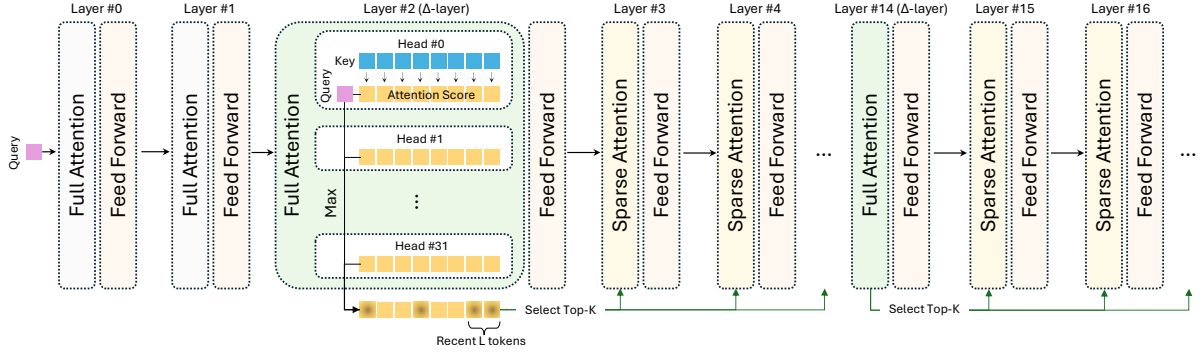 Layer #0
Layer #1
Layer #2 (Δ-layer)
Layer #3
Layer #4
Layer #14 (Δ-layer)
Layer #15
Layer #16
Query
Full Attention
Feed Forward
Full Attention
Feed Forward
Full Attention
Head #0
Key
Query
Attention Score
Head #1
Max
...
Head #31
Feed Forward
Sparse Attention
Feed Forward
Sparse Attention
Feed Forward
...
Full Attention
Feed Forward
Sparse Attention
Feed Forward
Sparse Attention
Feed Forward
...
Select Top-K
Select Top-K
Recent L tokens